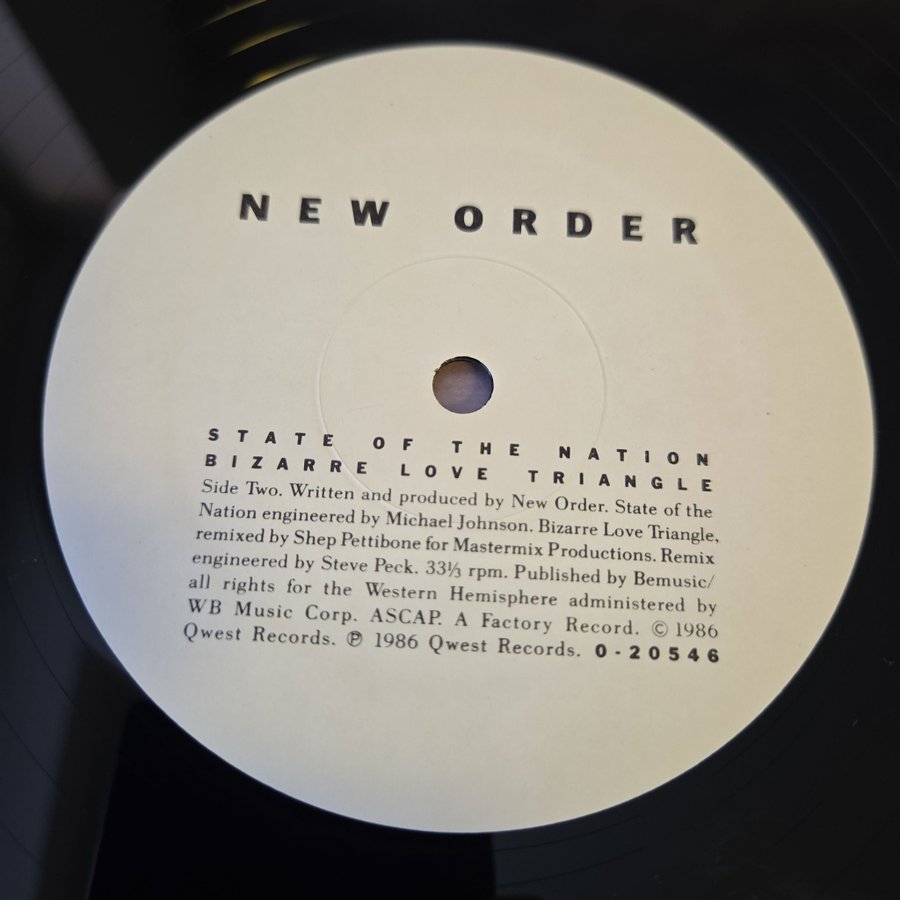 NEW ORDER
STATE OF THE NATION
BIZARRE LOVE TRIANGLE
Side Two. Written and produced by New Order. State of the
Nation engineered by Michael Johnson. Bizarre Love Triangle,
remixed by Shep Pettibone for Mastermix Productions. Remix
engineered by Steve Peck. 33⅓ rpm. Published by Bemusic/
all rights for the Western Hemisphere administered by
WB Music Corp. ASCAP. A Factory Record. © 1986
Qwest Records. ℗ 1986 Qwest Records. 0-20546